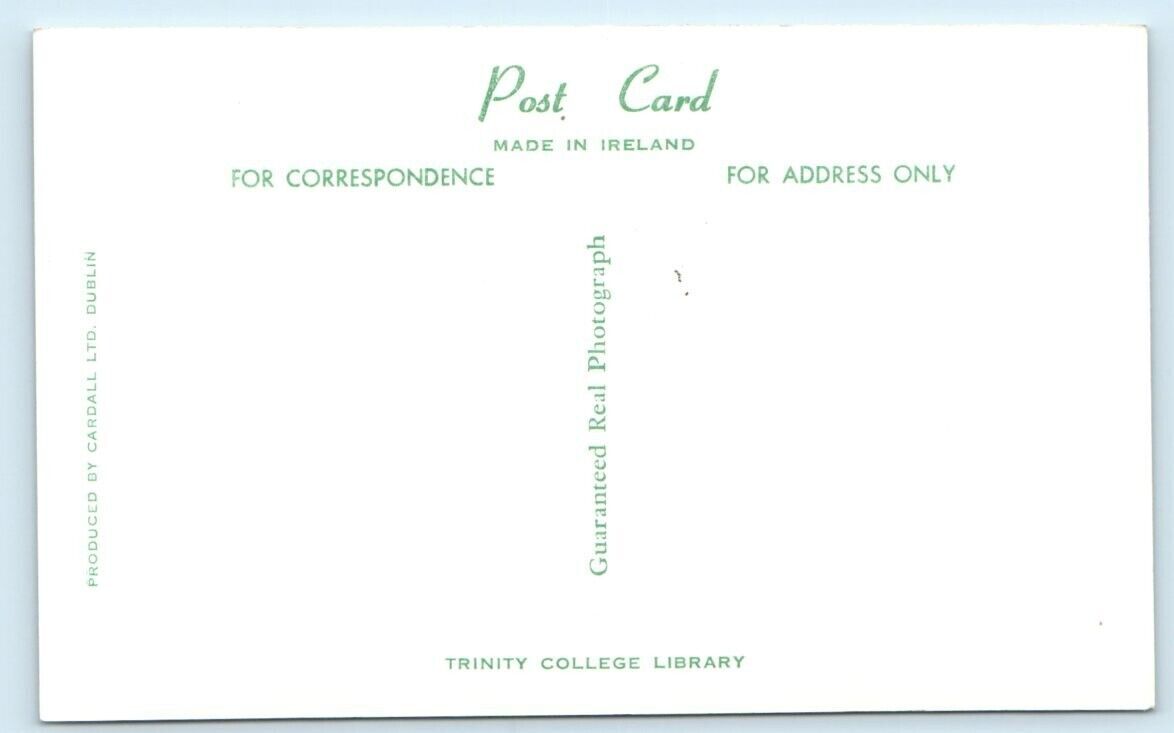 Post Card
MADE IN IRELAND
FOR CORRESPONDENCE
FOR ADDRESS ONLY
PRODUCED BY CARDALL LTD. DUBLIN
Guaranteed Real Photograph
TRINITY COLLEGE LIBRARY